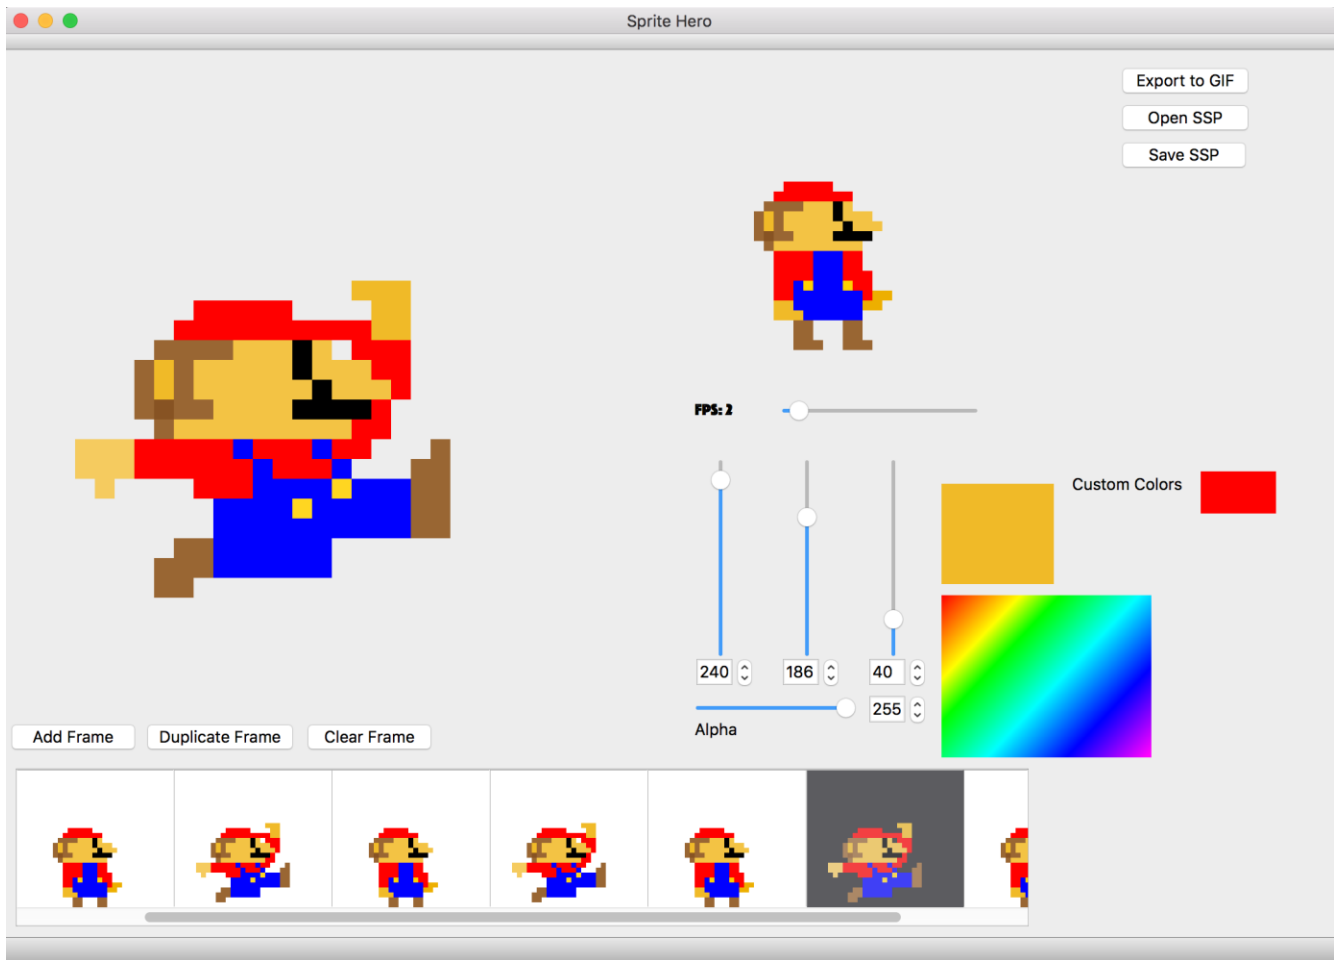 Sprite Hero
Export to GIF
Open SSP
Save SSP
FPS: 2
Custom Colors
240
186
40
255
Alpha
Add Frame
Duplicate Frame
Clear Frame